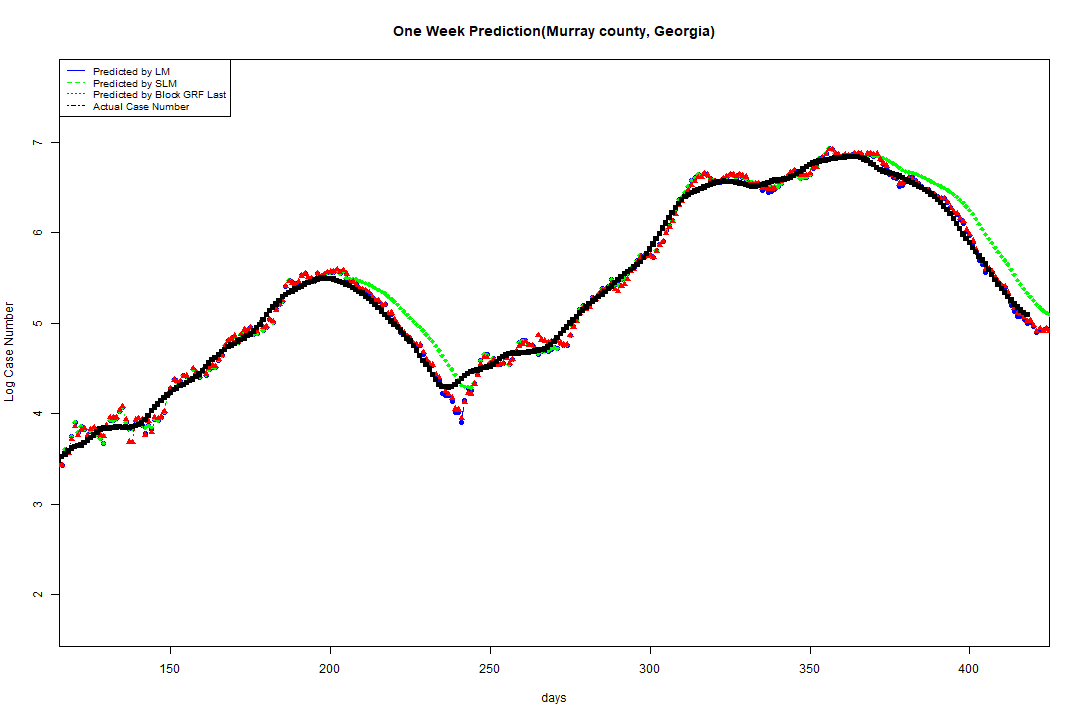 One Week Prediction(Murray county, Georgia)
Predicted by LM
Predicted by SLM
Predicted by Block GRF Last
Actual Case Number
Log Case Number
7
6
5
4
3
2
150 200 250 300 350 400
days